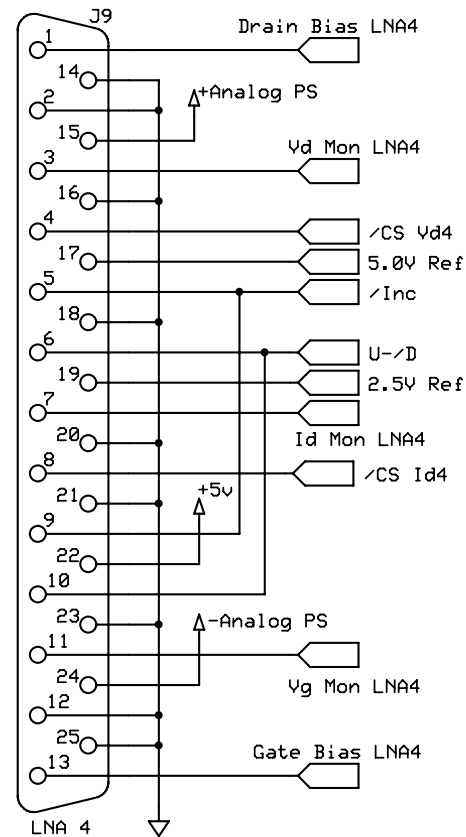 J9
Drain Bias LNA4
1
14
+Analog PS
2
15
Vd Mon LNA4
3
16
4
/CS Vd4
17
5.0V Ref
5
/Inc
18
6
U-/D
19
2.5V Ref
7
20
Id Mon LNA4
8
/CS Id4
21
+5v
9
22
10
23
-Analog PS
11
24
Vg Mon LNA4
12
25
Gate Bias LNA4
13
LNA 4